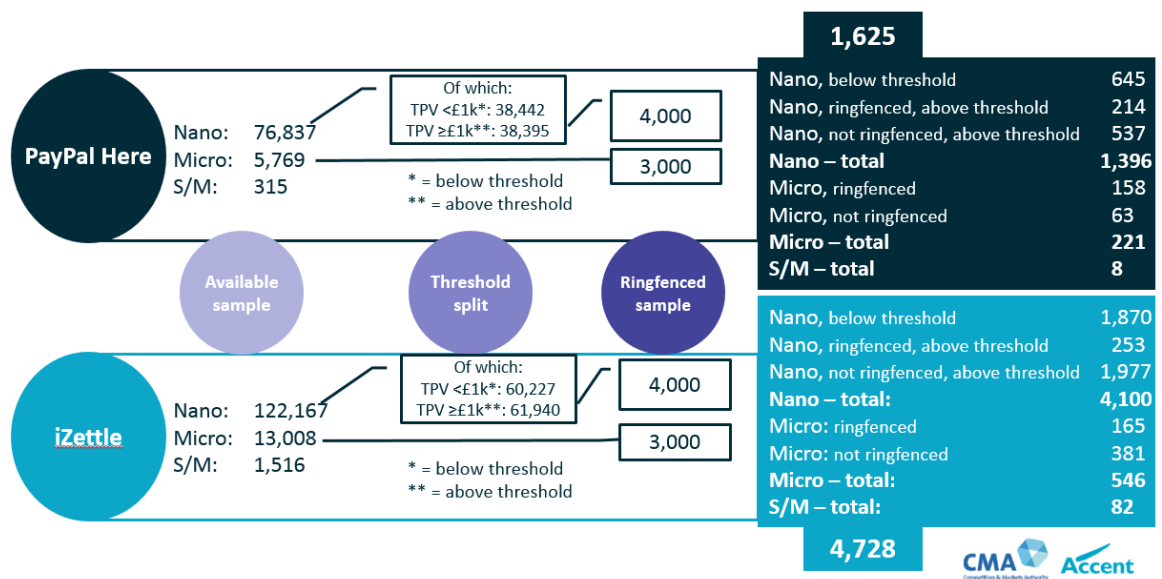 1,625
PayPal Here
Nano: 76,837
Micro: 5,769
S/M: 315
Of which:
TPV <£1k*: 38,442
TPV ≥£1k**: 38,395
* = below threshold
** = above threshold
4,000
3,000
Nano, below threshold 645
Nano, ringfenced, above threshold 214
Nano, not ringfenced, above threshold 537
Nano – total 1,396
Micro, ringfenced 158
Micro, not ringfenced 63
Micro – total 221
S/M – total 8
Available
sample
Threshold
split
Ringfenced
sample
iZettle
Nano: 122,167
Micro: 13,008
S/M: 1,516
Of which:
TPV <£1k*: 60,227
TPV ≥£1k**: 61,940
* = below threshold
** = above threshold
4,000
3,000
Nano, below threshold 1,870
Nano, ringfenced, above threshold 253
Nano, not ringfenced, above threshold 1,977
Nano – total: 4,100
Micro: ringfenced 165
Micro: not ringfenced 381
Micro – total: 546
S/M – total: 82
4,728
CMA
Competition & Markets Authority
Accent